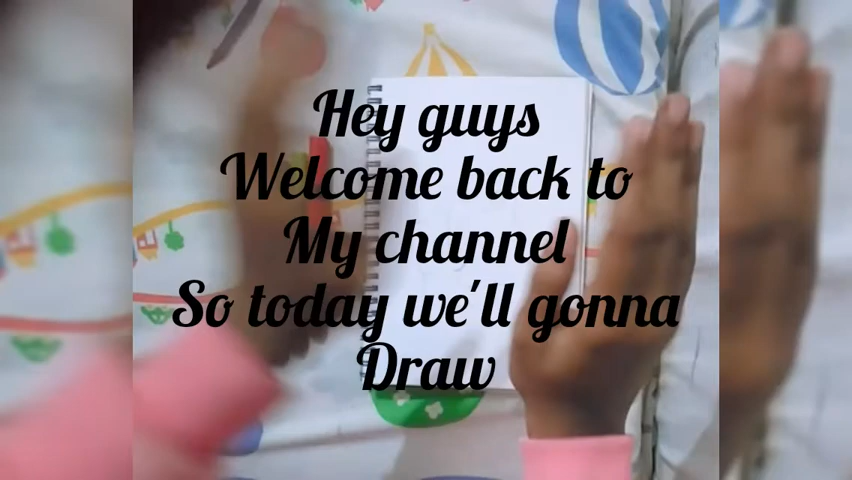 Hey guys
Welcome back to
My channel
So today we'll gonna
Draw